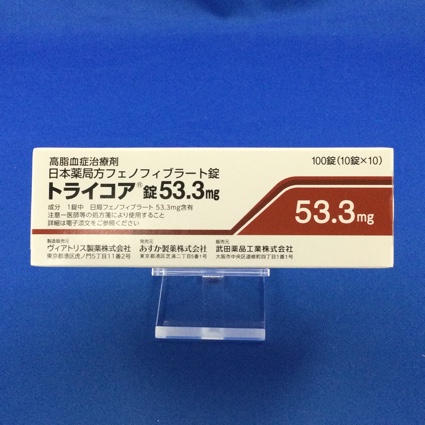 高脂血症治療剤
日本薬局方フェノフィブラート錠
トライコア®錠53.3mg
100錠(10錠×10)
成分 1錠中 日局フェノフィブラート 53.3mg含有
注意－医師等の処方箋により使用すること
詳細は電子添文をご参照ください
53.3mg
製造販売元
ヴィアトリス製薬株式会社
東京都港区虎ノ門5丁目11番2号
発売元
あすか製薬株式会社
東京都港区芝浦二丁目5番1号
販売元
武田薬品工業株式会社
大阪市中央区道修町四丁目1番1号